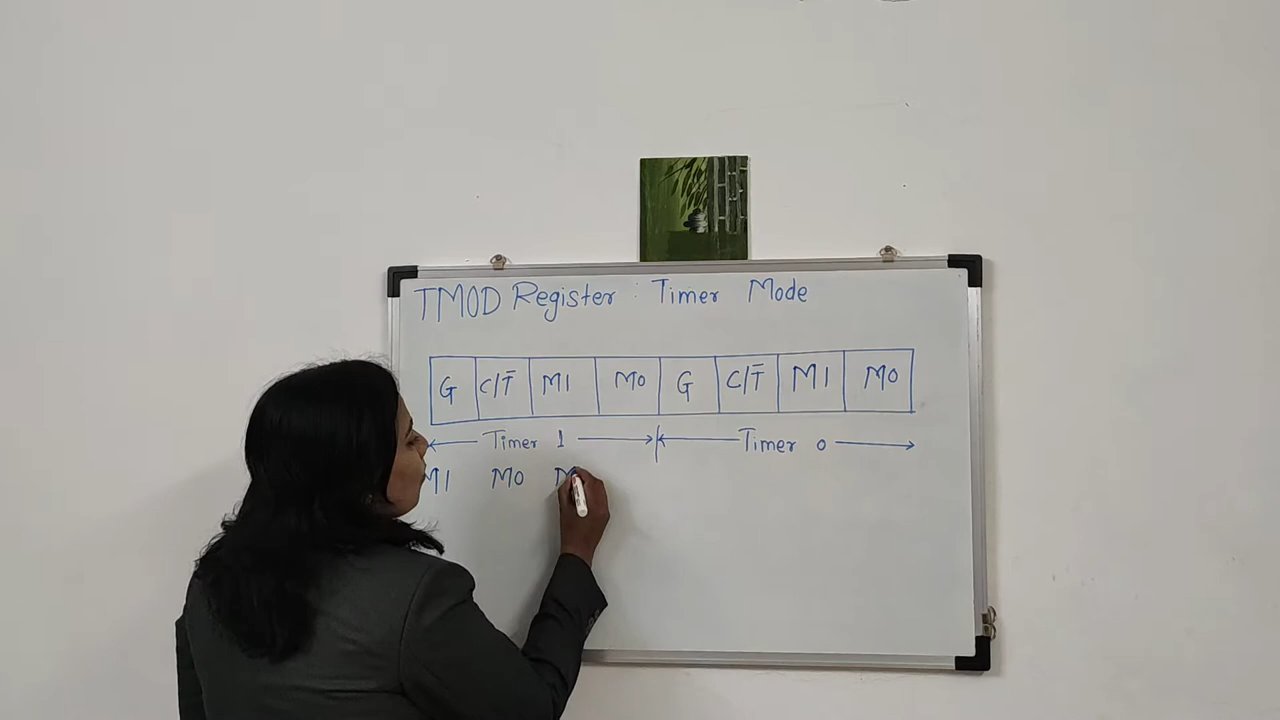 TMOD Register : Timer Mode
G C/T̅ M1 M0 G C/T̅ M1 M0
Timer 1 Timer 0
M1 M0